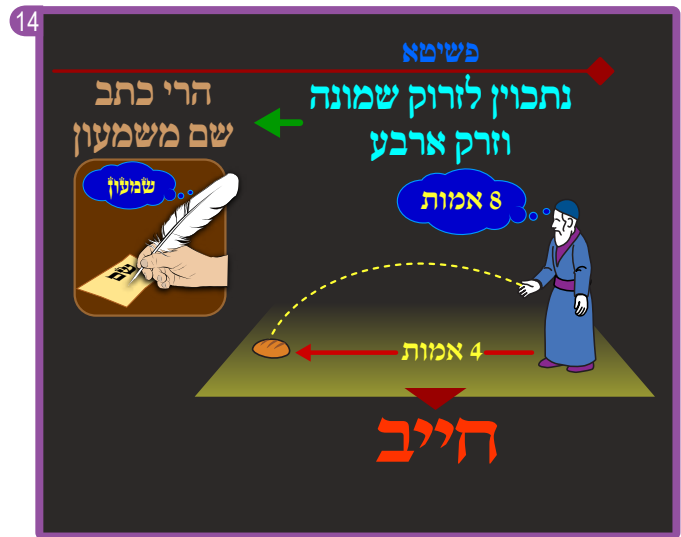 14
פשיטא
נתכוין לזרוק שמונה
וזרק ארבע
הרי כתב
שם משמעון
שמעון
שם
8 אמות
4 אמות
חייב